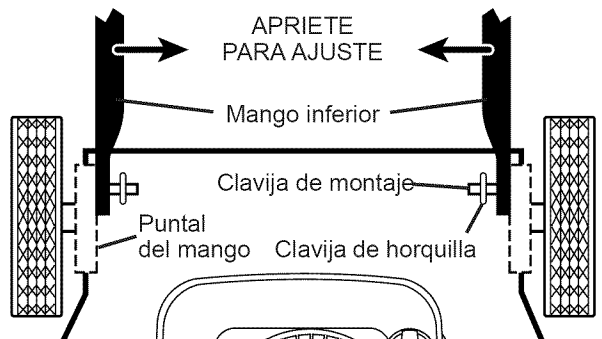 APRIETE
PARA AJUSTE
Mango inferior
Clavija de montaje
Puntal
del mango
Clavija de horquilla